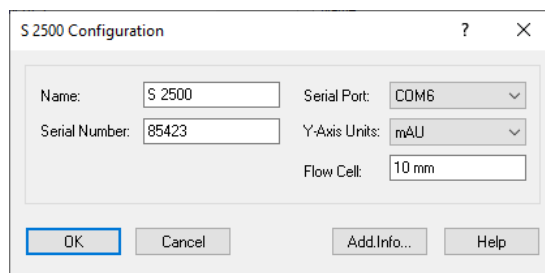 S 2500 Configuration
?
Name: S 2500
Serial Port: COM6
Serial Number: 85423
Y-Axis Units: mAU
Flow Cell: 10 mm
OK
Cancel
Add.Info...
Help